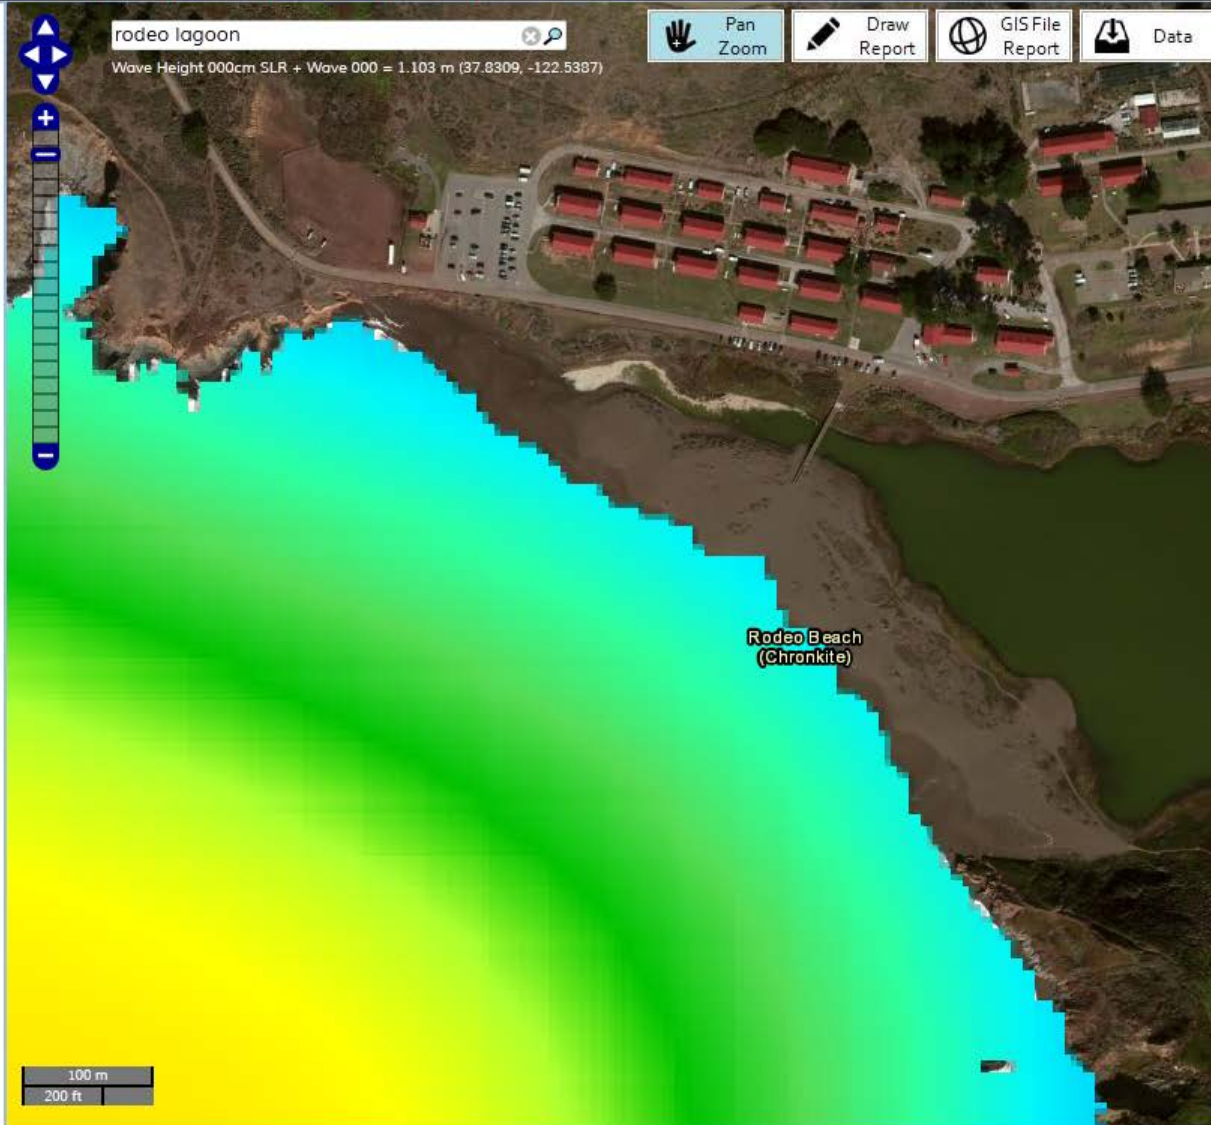 rodeo lagoon
Wave Height 000cm SLR + Wave 000 = 1.103 m (37.8309, -122.5387)
Pan
Zoom
Draw
Report
GIS File
Report
Data
Rodeo Beach
(Chronkite)
100 m
200 ft